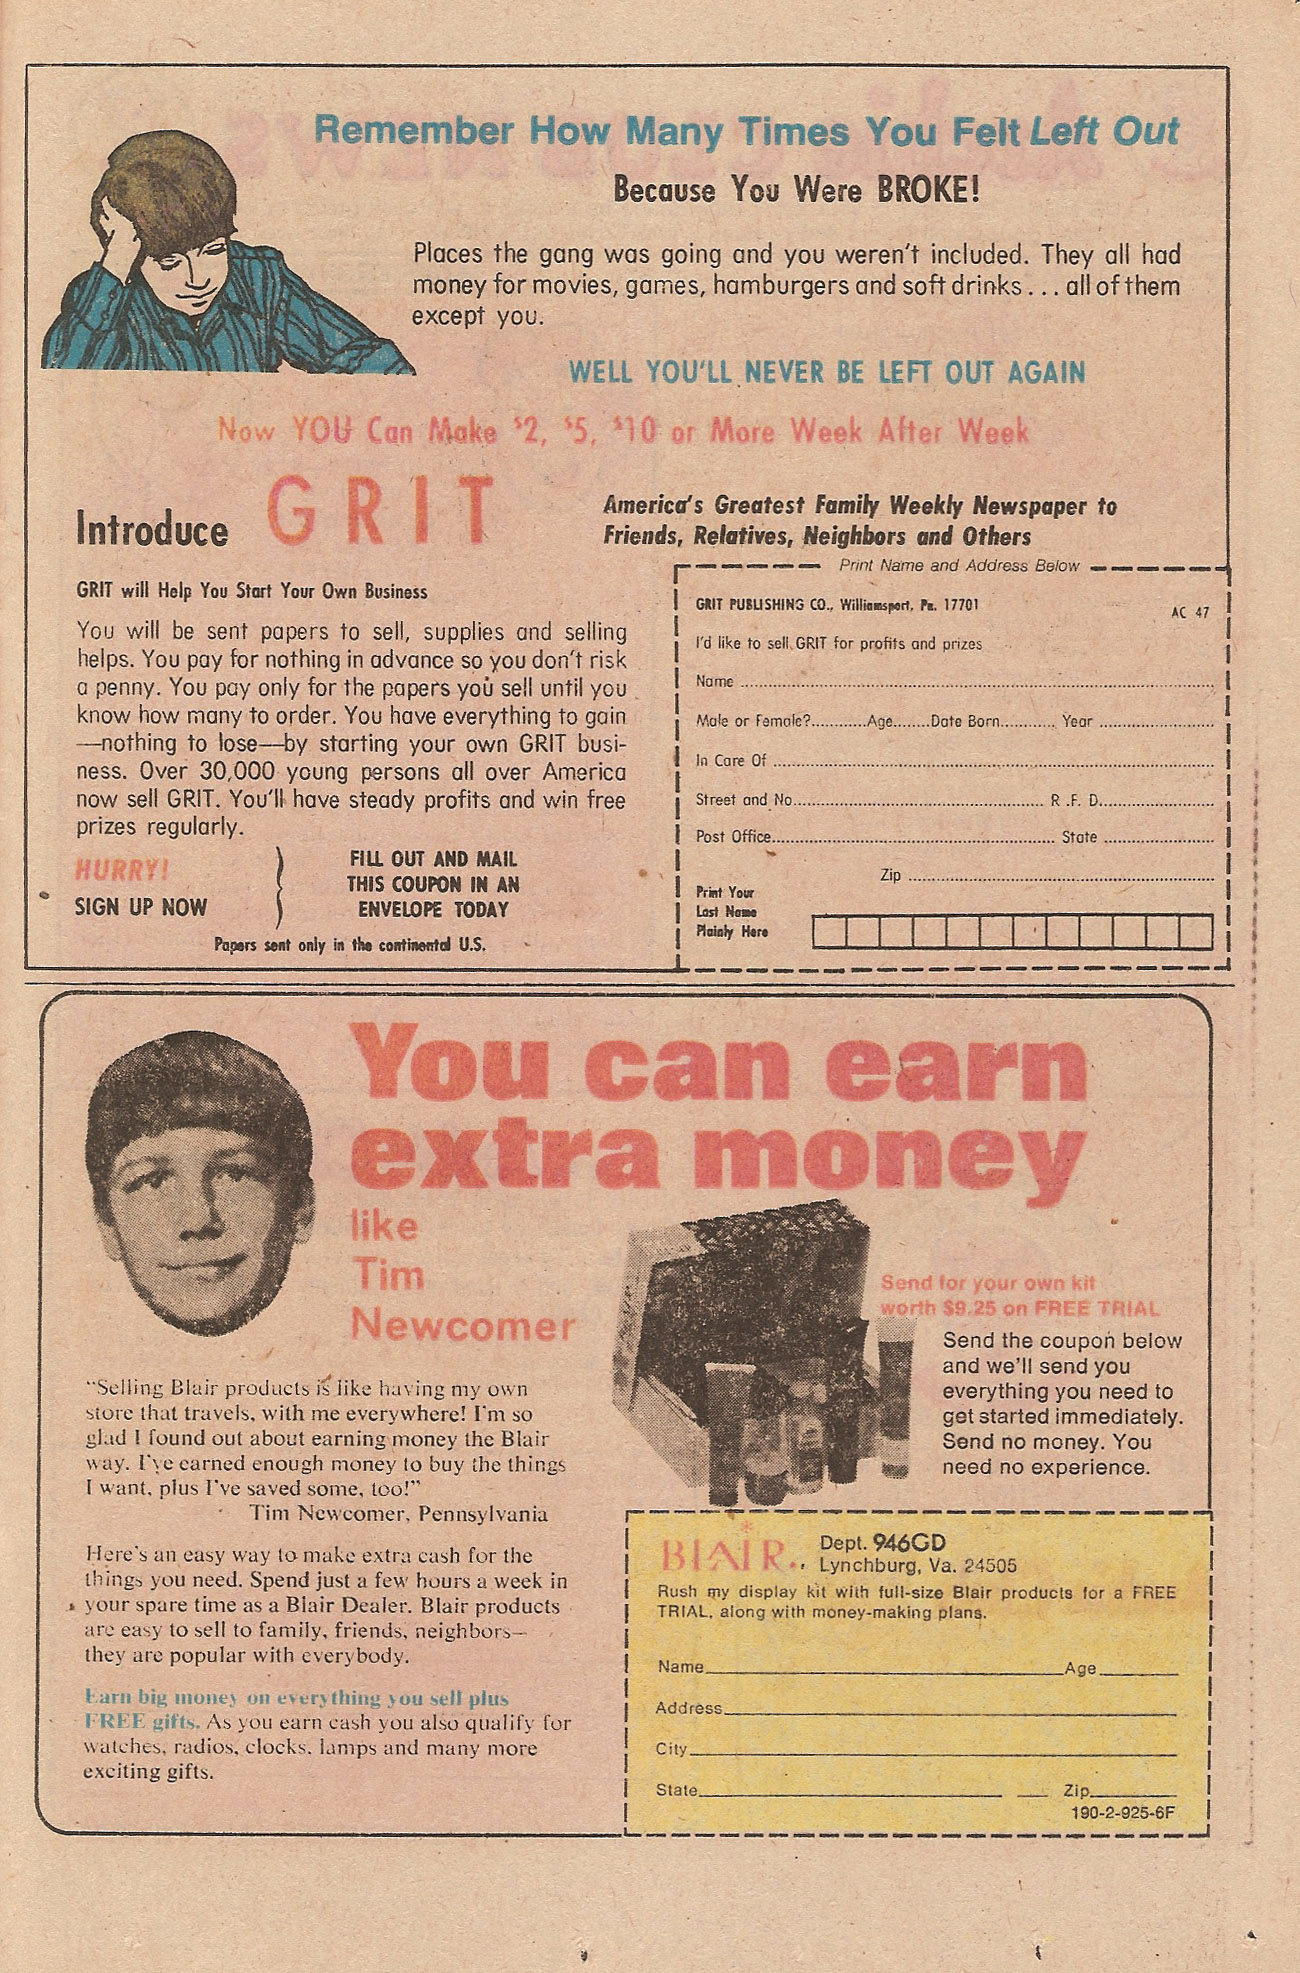 Remember How Many Times You Felt Left Out
Because You Were BROKE!
Places the gang was going and you weren't included. They all had
money for movies, games, hamburgers and soft drinks . . . all of them
except you.
WELL YOU'LL NEVER BE LEFT OUT AGAIN
Now YOU Can Make $2, $5, $10 or More Week After Week
Introduce GRIT
America's Greatest Family Weekly Newspaper to
Friends, Relatives, Neighbors and Others
GRIT will Help You Start Your Own Business
You will be sent papers to sell, supplies and selling
helps. You pay for nothing in advance so you don't risk
a penny. You pay only for the papers you sell until you
know how many to order. You have everything to gain
—nothing to lose—by starting your own GRIT busi-
ness. Over 30,000 young persons all over America
now sell GRIT. You'll have steady profits and win free
prizes regularly.
HURRY!
SIGN UP NOW
FILL OUT AND MAIL
THIS COUPON IN AN
ENVELOPE TODAY
Papers sent only in the continental U.S.
Print Name and Address Below
GRIT PUBLISHING CO., Williamsport, Pa. 17701
AC 47
I'd like to sell GRIT for profits and prizes
Name
Male or Female?...........Age.......Date Born........... Year
In Care Of
Street and No. R .F. D.
Post Office State
Zip
Print Your
Last Name
Plainly Here
You can earn
extra money
like
Tim
Newcomer
Send for your own kit
worth $9.25 on FREE TRIAL
Send the coupon below
and we'll send you
everything you need to
get started immediately.
Send no money. You
need no experience.
"Selling Blair products is like having my own
store that travels, with me everywhere! I'm so
glad I found out about earning money the Blair
way. I've earned enough money to buy the things
I want, plus I've saved some, too!"
Tim Newcomer, Pennsylvania
Here's an easy way to make extra cash for the
things you need. Spend just a few hours a week in
your spare time as a Blair Dealer. Blair products
are easy to sell to family, friends, neighbors—
they are popular with everybody.
Earn big money on everything you sell plus
FREE gifts. As you earn cash you also qualify for
watches, radios, clocks, lamps and many more
exciting gifts.
BLAIR. Dept. 946GD
Lynchburg, Va. 24505
Rush my display kit with full-size Blair products for a FREE
TRIAL, along with money-making plans.
Name Age
Address
City
State Zip
190-2-925-6F